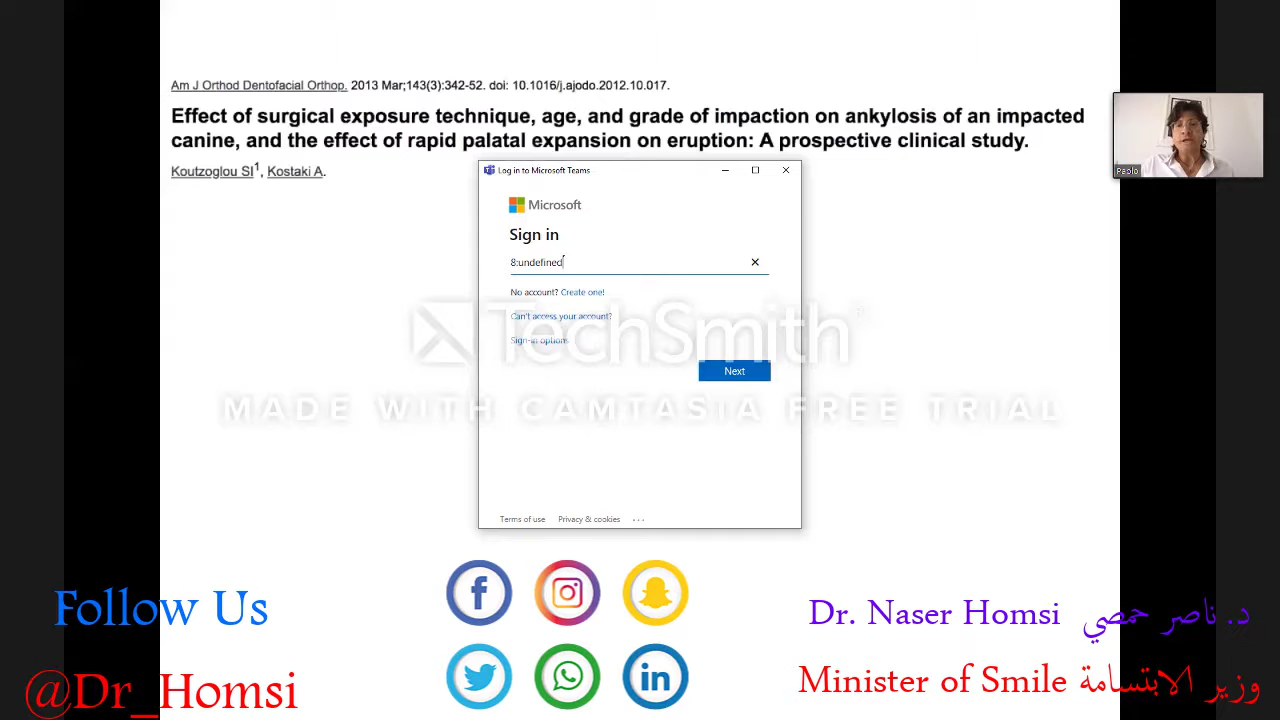 Am J Orthod Dentofacial Orthop. 2013 Mar;143(3):342-52. doi: 10.1016/j.ajodo.2012.10.017.
Effect of surgical exposure technique, age, and grade of impaction on ankylosis of an impacted
canine, and the effect of rapid palatal expansion on eruption: A prospective clinical study.
Koutzoglou SI1, Kostaki A.
Paolo
Log in to Microsoft Teams
Microsoft
Sign in
8:undefined
No account? Create one!
Can't access your account?
Sign-in options
Next
TechSmith®
MADE WITH CAMTASIA FREE TRIAL
Terms of use Privacy & cookies ...
Follow Us
@Dr_Homsi
Dr. Naser Homsi د. ناصر حمصي
Minister of Smile وزير الابتسامة